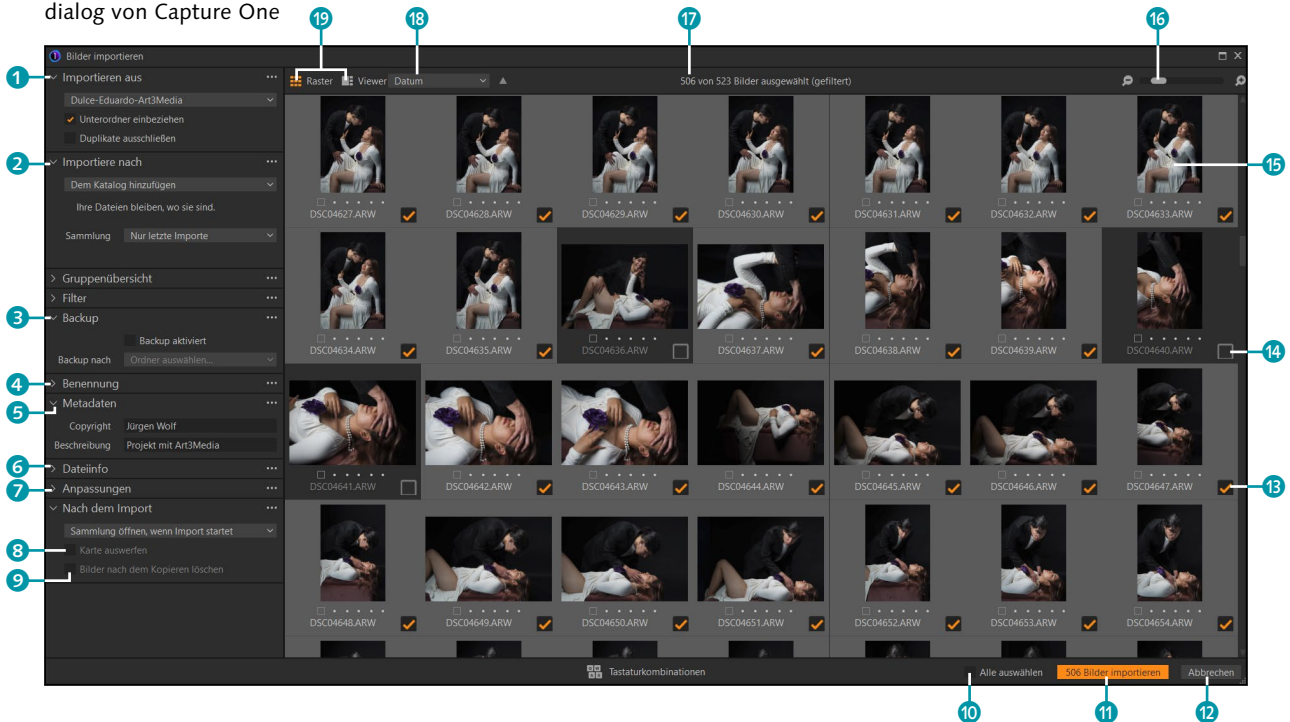 dialog von Capture One
19 18 17 16
Bilder importieren
1 Importieren aus
Raster Viewer Datum 506 von 523 Bilder ausgewählt (gefiltert)
Dulce-Eduardo-Art3Media
Unterordner einbeziehen
Duplikate ausschließen
2 Importiere nach
15
Dem Katalog hinzufügen
Ihre Dateien bleiben, wo sie sind.
DSC04627.ARW DSC04628.ARW DSC04629.ARW DSC04630.ARW DSC04631.ARW DSC04632.ARW DSC04633.ARW
Sammlung Nur letzte Importe
Gruppenübersicht
Filter
3 Backup
Backup aktiviert
Backup nach Ordner auswählen...
DSC04634.ARW DSC04635.ARW DSC04636.ARW DSC04637.ARW DSC04638.ARW DSC04639.ARW DSC04640.ARW 14
4 Benennung
5 Metadaten
Copyright Jürgen Wolf
Beschreibung Projekt mit Art3Media
6 Dateiinfo
7 Anpassungen
DSC04641.ARW DSC04642.ARW DSC04643.ARW DSC04644.ARW DSC04645.ARW DSC04646.ARW DSC04647.ARW 13
Nach dem Import
Sammlung öffnen, wenn Import startet
8 Karte auswerfen
9 Bilder nach dem Kopieren löschen
DSC04648.ARW DSC04649.ARW DSC04650.ARW DSC04651.ARW DSC04652.ARW DSC04653.ARW DSC04654.ARW
Tastaturkombinationen Alle auswählen 506 Bilder importieren Abbrechen
10 11 12